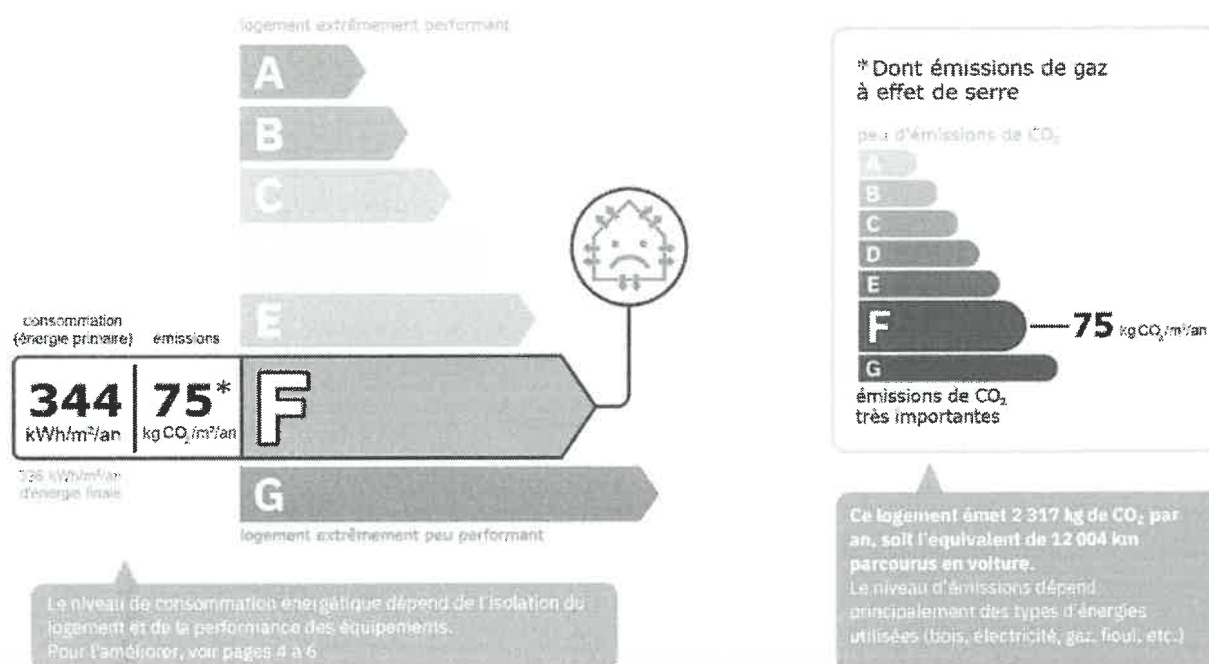 logement extrêmement performant
A
B
C
E
consommation
(énergie primaire)
émissions
344
kWh/m²/an
75*
kg CO₂/m²/an
F
336 kWh/m²/an
d'énergie finale
G
logement extrêmement peu performant
Le niveau de consommation énergétique dépend de l'isolation du
logement et de la performance des équipements.
Pour l'améliorer, voir pages 4 à 6
*Dont émissions de gaz
à effet de serre
peu d'émissions de CO₂
A
B
C
D
E
F
75 kg CO₂/m²/an
G
émissions de CO₂
très importantes
Ce logement émet 2 317 kg de CO₂ par
an, soit l'équivalent de 12 004 km
parcourus en voiture.
Le niveau d'émissions dépend
principalement des types d'énergies
utilisées (bois, électricité, gaz, fioul, etc.)